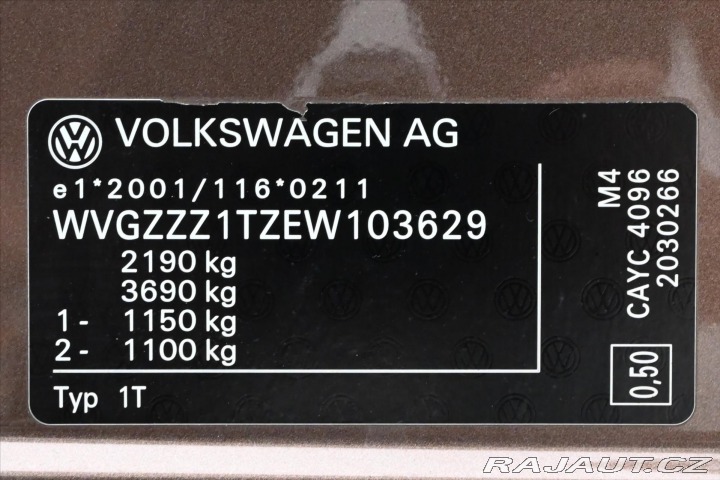 VOLKSWAGEN AG
e1*2001/116*0211
WVGZZZ1TZEW103629
2190 kg
3690 kg
1 - 1150 kg
2 - 1100 kg
Typ 1T
M4
CAYC 4096
2030266
0,50
RAJAUT.CZ